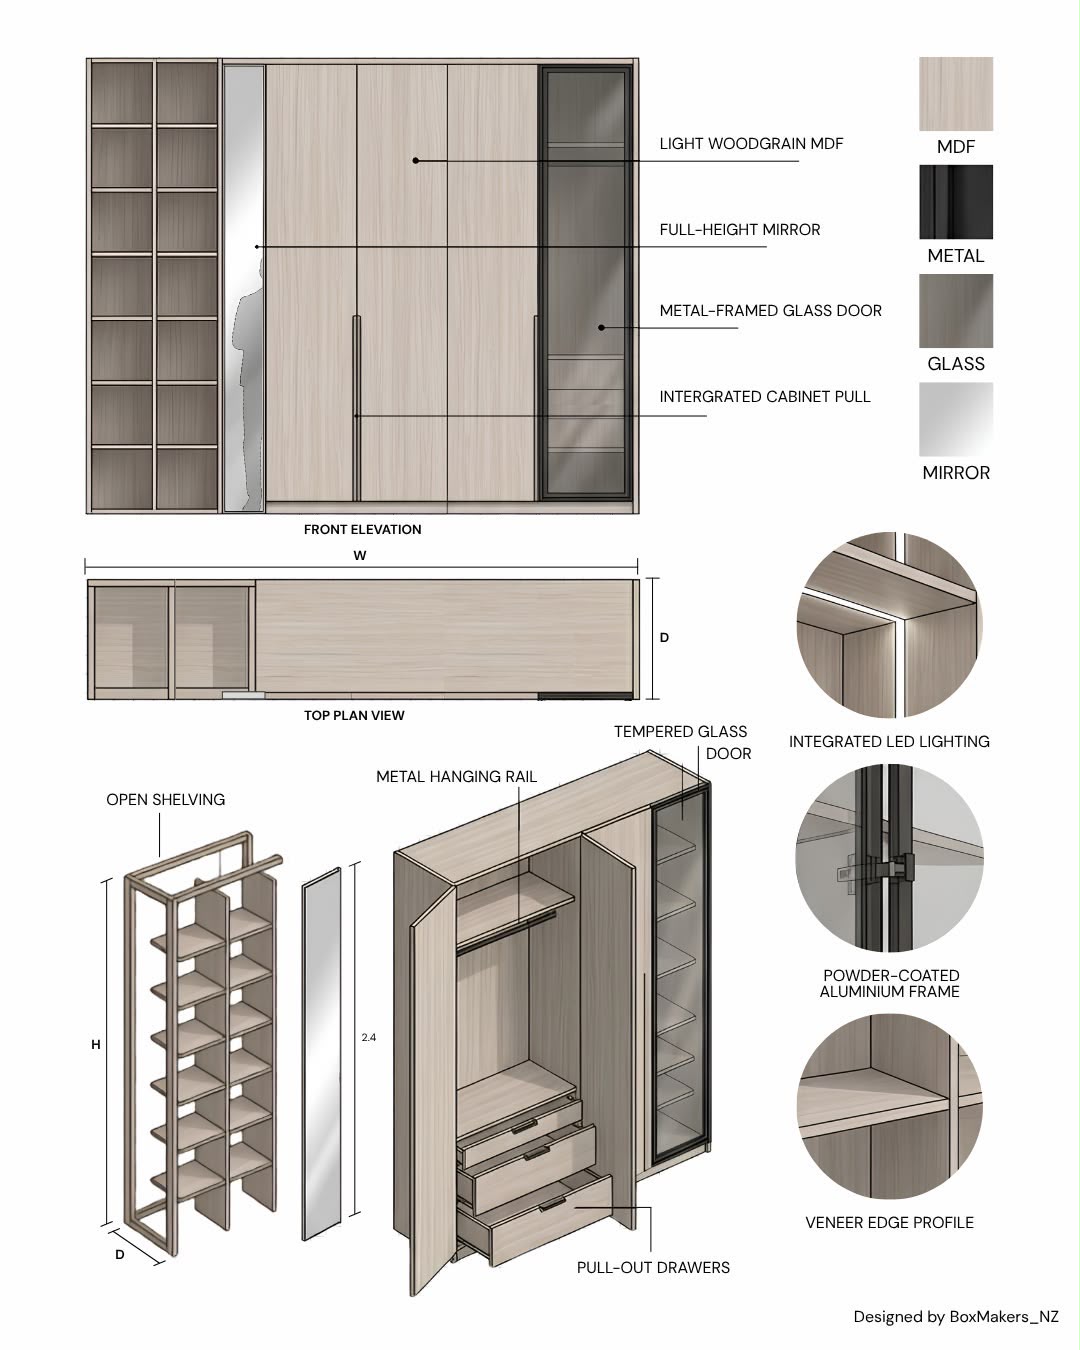 LIGHT WOODGRAIN MDF
FULL-HEIGHT MIRROR
METAL-FRAMED GLASS DOOR
INTERGRATED CABINET PULL
MDF
METAL
GLASS
MIRROR
FRONT ELEVATION
W
D
TOP PLAN VIEW
INTEGRATED LED LIGHTING
TEMPERED GLASS
DOOR
METAL HANGING RAIL
OPEN SHELVING
H
D
2.4
PULL-OUT DRAWERS
POWDER-COATED
ALUMINIUM FRAME
VENEER EDGE PROFILE
Designed by BoxMakers_NZ